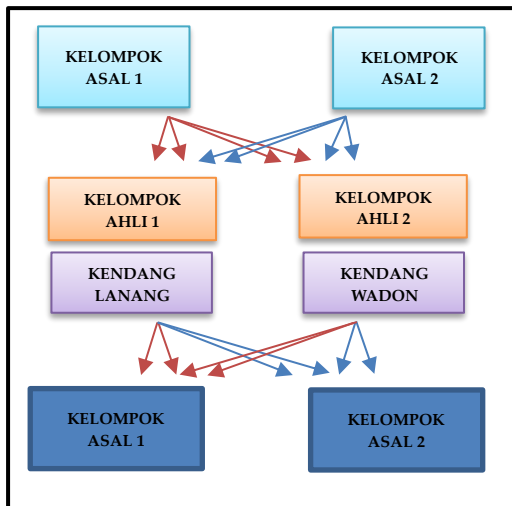 KELOMPOK
ASAL 1
KELOMPOK
ASAL 2
KELOMPOK
AHLI 1
KELOMPOK
AHLI 2
KENDANG
LANANG
KENDANG
WADON
KELOMPOK
ASAL 1
KELOMPOK
ASAL 2